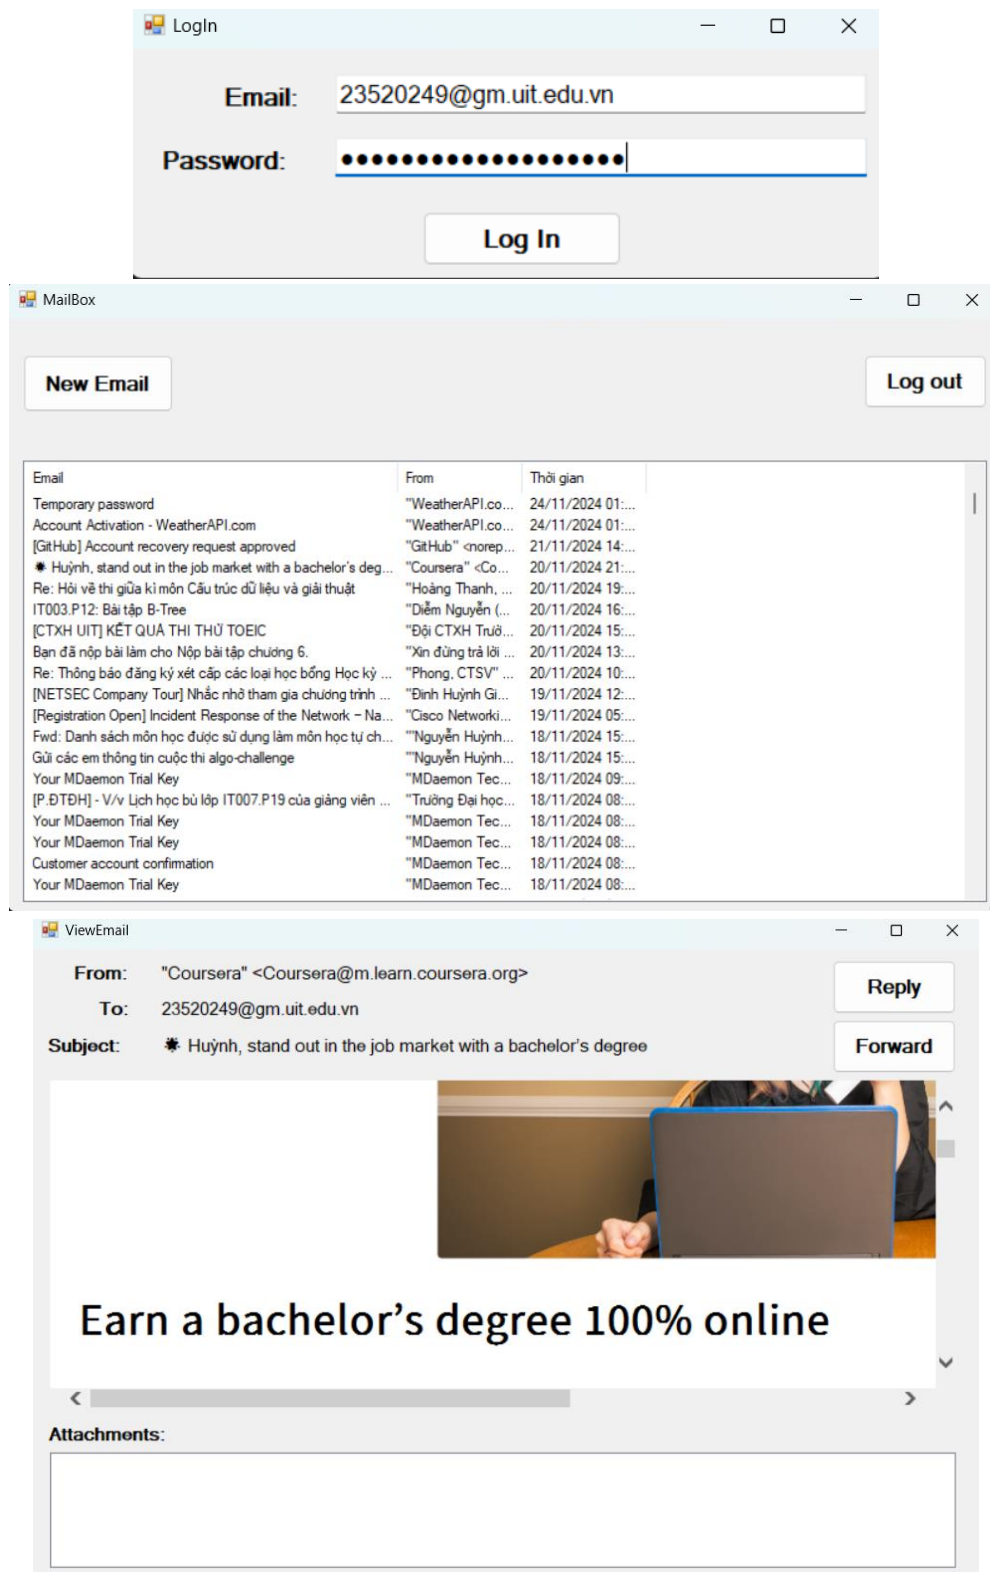 LogIn
Email: 23520249@gm.uit.edu.vn
Password: ●●●●●●●●●●●●●●●●●●●
Log In
MailBox
New Email Log out
Email From Thời gian
Temporary password "WeatherAPI.co... 24/11/2024 01:...
Account Activation - WeatherAPI.com "WeatherAPI.co... 24/11/2024 01:...
[GitHub] Account recovery request approved "GitHub" <norep... 21/11/2024 14:...
✹ Huỳnh, stand out in the job market with a bachelor's deg... "Coursera" <Co... 20/11/2024 21:...
Re: Hỏi về thi giữa kì môn Cấu trúc dữ liệu và giải thuật "Hoàng Thanh, ... 20/11/2024 19:...
IT003.P12: Bài tập B-Tree "Diễm Nguyễn (... 20/11/2024 16:...
[CTXH UIT] KẾT QUẢ THI THỬ TOEIC "Đội CTXH Trườ... 20/11/2024 15:...
Bạn đã nộp bài làm cho Nộp bài tập chương 6. "Xin đừng trả lời ... 20/11/2024 13:...
Re: Thông báo đăng ký xét cấp các loại học bổng Học kỳ ... "Phong, CTSV" ... 20/11/2024 10:...
[NETSEC Company Tour] Nhắc nhở tham gia chương trình ... "Đinh Huỳnh Gi... 19/11/2024 12:...
[Registration Open] Incident Response of the Network – Na... "Cisco Networki... 19/11/2024 05:...
Fwd: Danh sách môn học được sử dụng làm môn học tự ch... "'Nguyễn Huỳnh... 18/11/2024 15:...
Gửi các em thông tin cuộc thi algo-challenge "'Nguyễn Huỳnh... 18/11/2024 15:...
Your MDaemon Trial Key "MDaemon Tec... 18/11/2024 09:...
[P.ĐTĐH] - V/v Lịch học bù lớp IT007.P19 của giảng viên ... "Trường Đại học... 18/11/2024 08:...
Your MDaemon Trial Key "MDaemon Tec... 18/11/2024 08:...
Your MDaemon Trial Key "MDaemon Tec... 18/11/2024 08:...
Customer account confirmation "MDaemon Tec... 18/11/2024 08:...
Your MDaemon Trial Key "MDaemon Tec... 18/11/2024 08:...
ViewEmail
From: "Coursera" <Coursera@m.learn.coursera.org>
Reply
To: 23520249@gm.uit.edu.vn
Subject: ✹ Huỳnh, stand out in the job market with a bachelor's degree
Forward
Earn a bachelor's degree 100% online
Attachments: